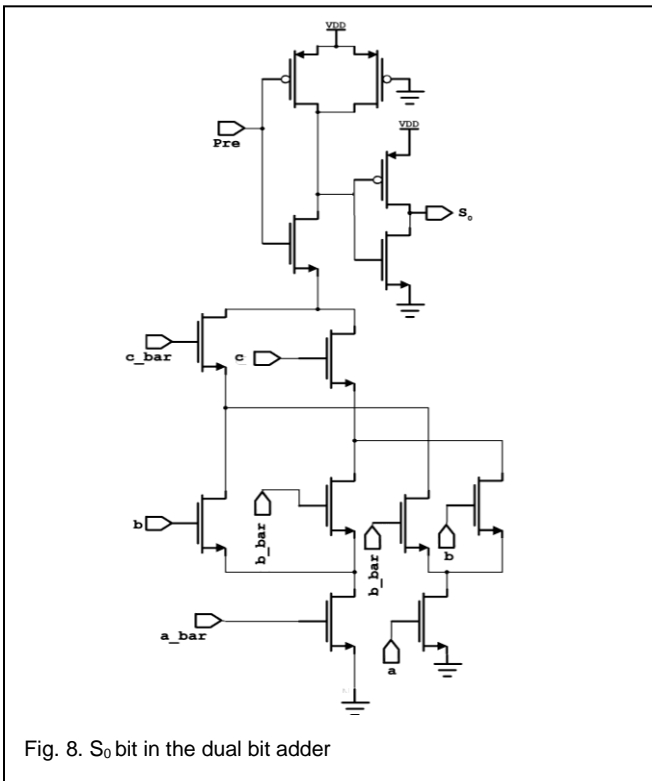 VDD
VDD
Pre
S₀
c_bar
c
b
b_bar
b_bar
b
a_bar
a
Fig. 8. S₀ bit in the dual bit adder